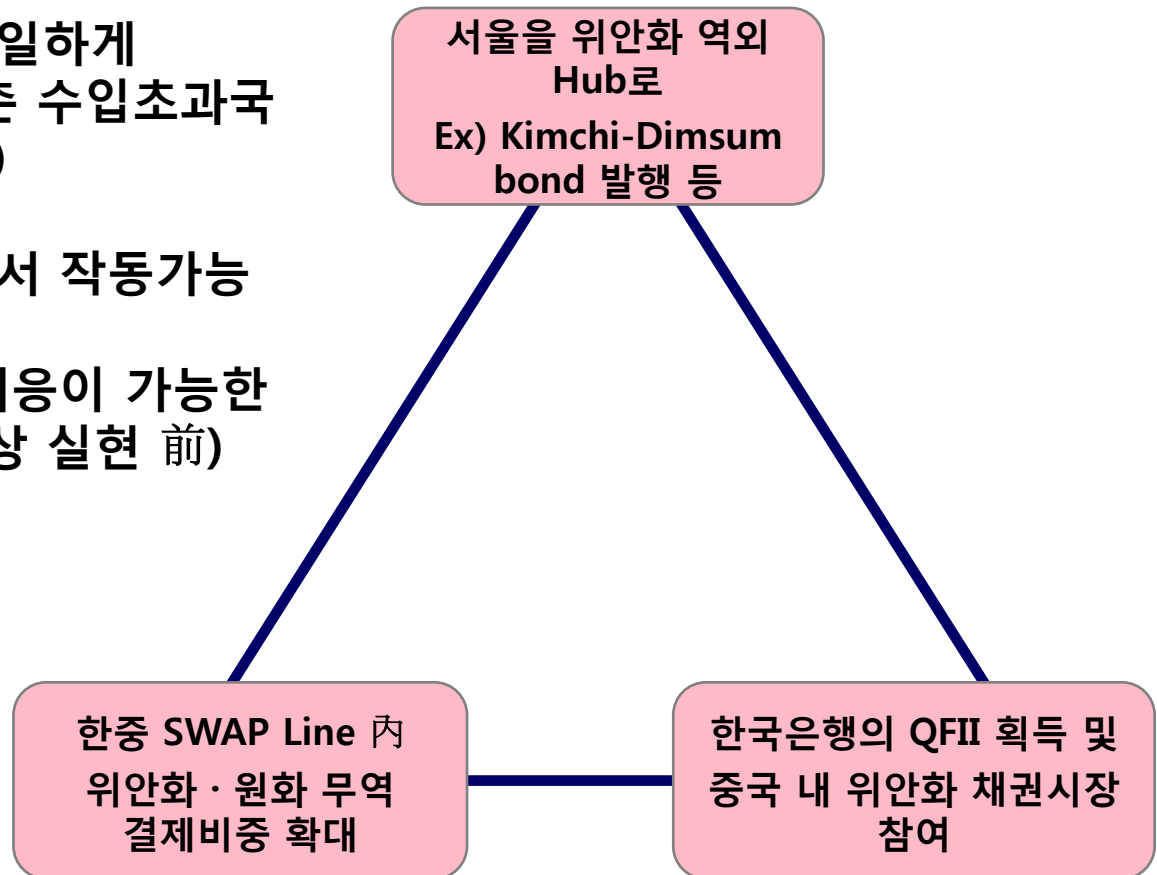 일하게
수입초과국
)
서 작동가능
응이 가능한
상 실현 前)
서울을 위안화 역외
Hub로
Ex) Kimchi-Dimsum
bond 발행 등
한중 SWAP Line 內
위안화 · 원화 무역
결제비중 확대
한국은행의 QFII 획득 및
중국 내 위안화 채권시장
참여